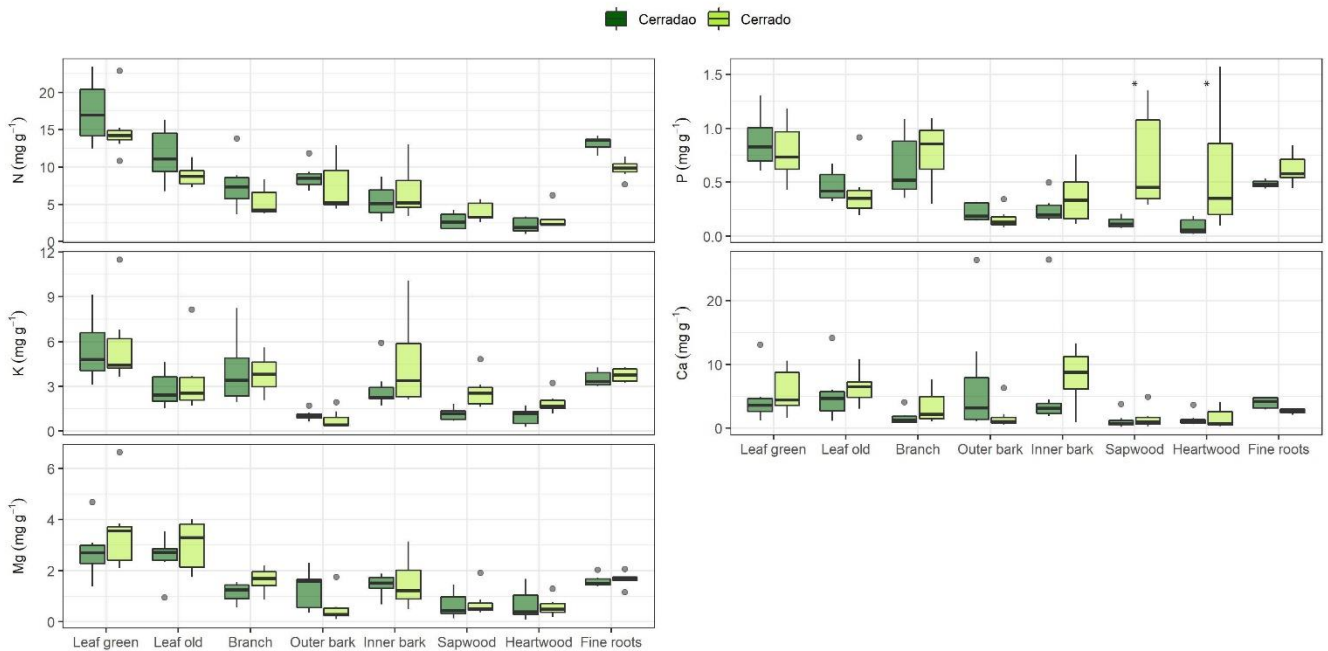 Cerradao Cerrado
N (mg g⁻¹)
20
15
10
5
0
P (mg g⁻¹)
1.5
1.0
0.5
0.0
* *
K (mg g⁻¹)
12
9
6
3
0
Ca (mg g⁻¹)
20
10
0
Leaf green Leaf old Branch Outer bark Inner bark Sapwood Heartwood Fine roots
Mg (mg g⁻¹)
6
4
2
0
Leaf green Leaf old Branch Outer bark Inner bark Sapwood Heartwood Fine roots